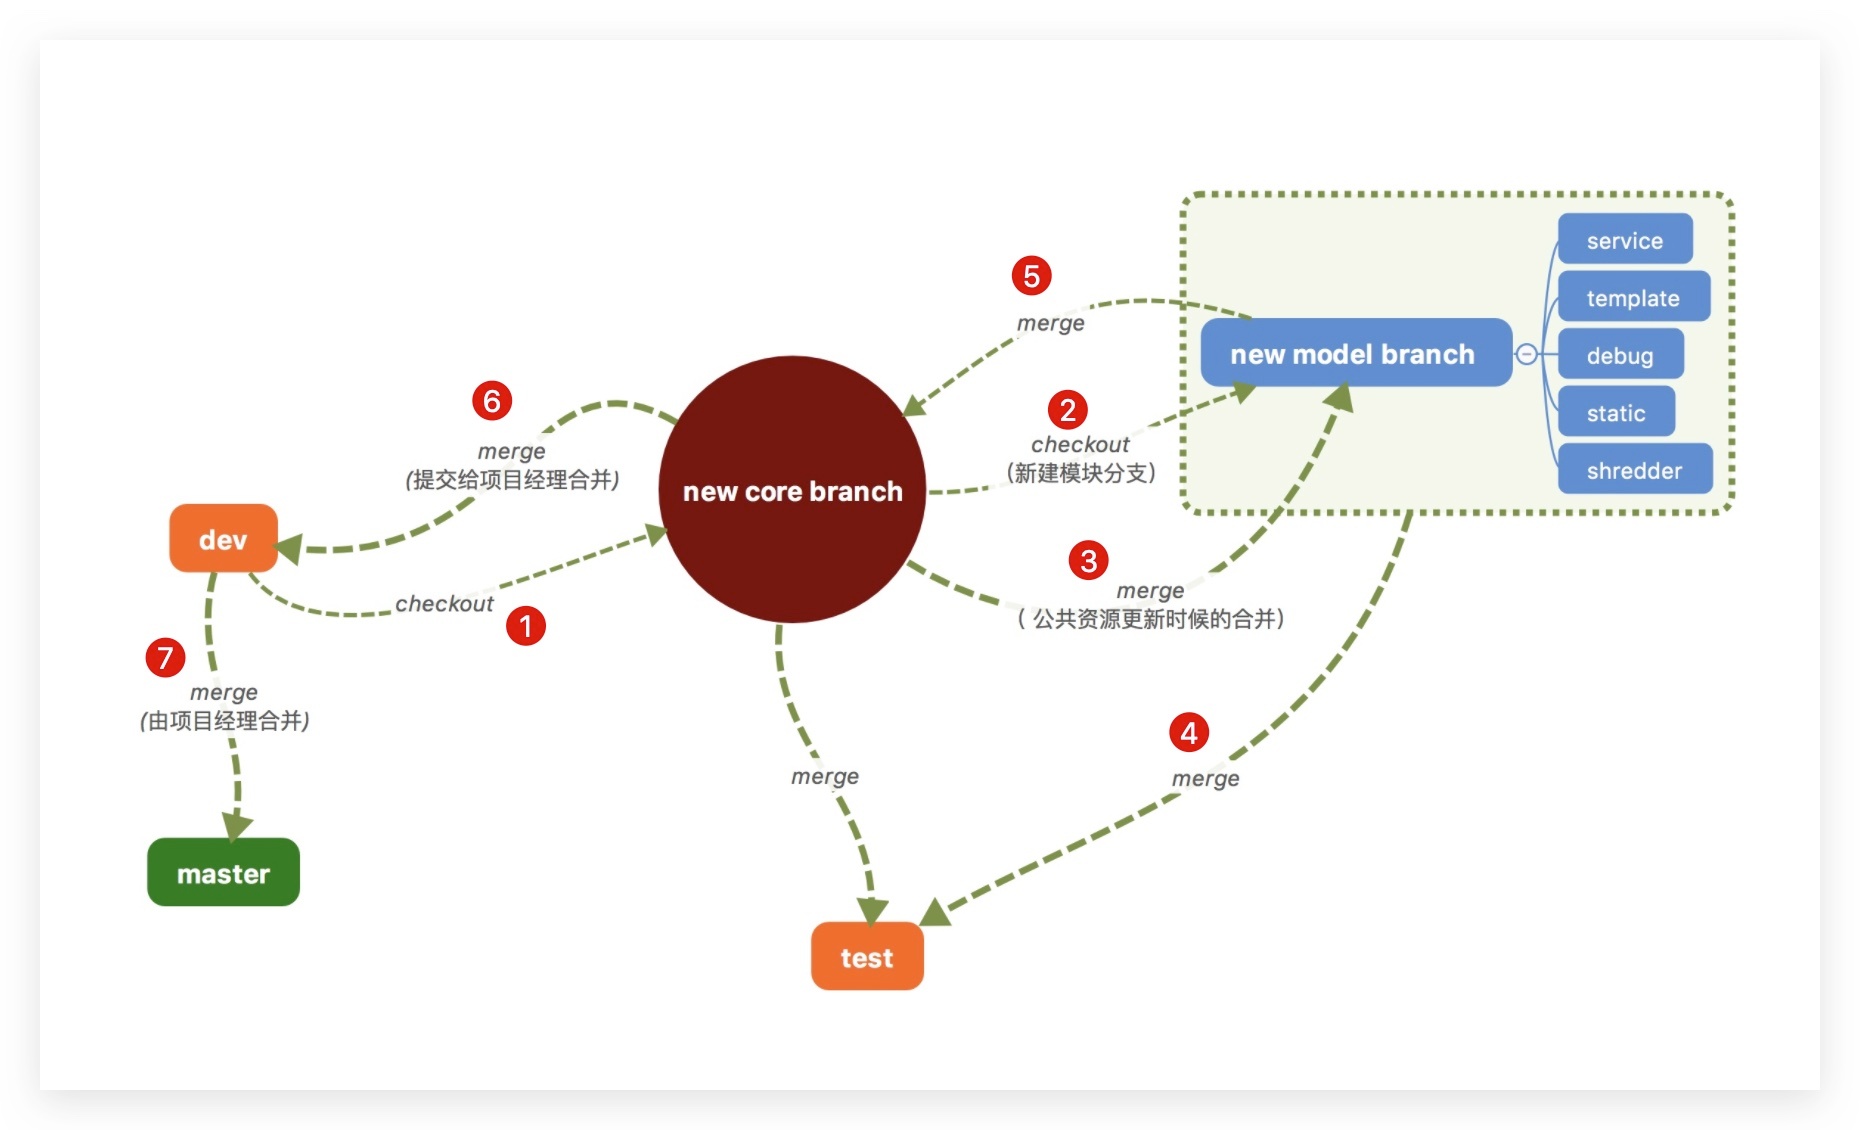 service
template
5
merge
new model branch
debug
6
2
static
merge
checkout
(提交给项目经理合并)
(新建模块分支)
shredder
new core branch
dev
3
merge
checkout
1
( 公共资源更新时候的合并)
7
merge
(由项目经理合并)
4
merge
merge
master
test